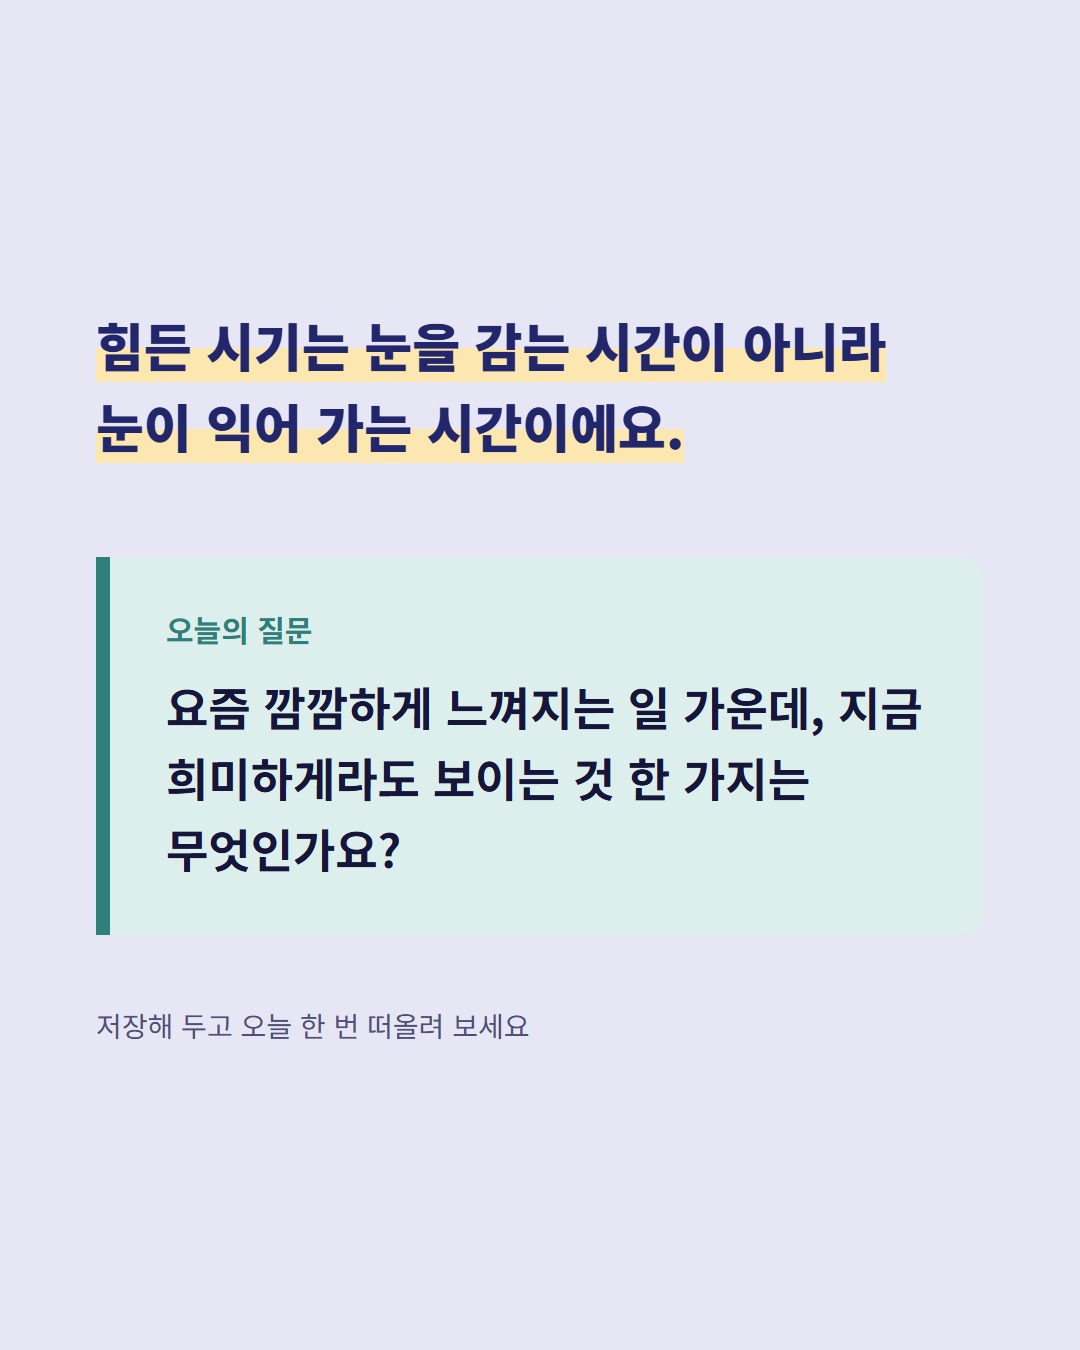 힘든 시기는 눈을 감는 시간이 아니라
눈이 익어 가는 시간이에요.
오늘의 질문
요즘 깜깜하게 느껴지는 일 가운데, 지금
희미하게라도 보이는 것 한 가지는
무엇인가요?
저장해 두고 오늘 한 번 떠올려 보세요